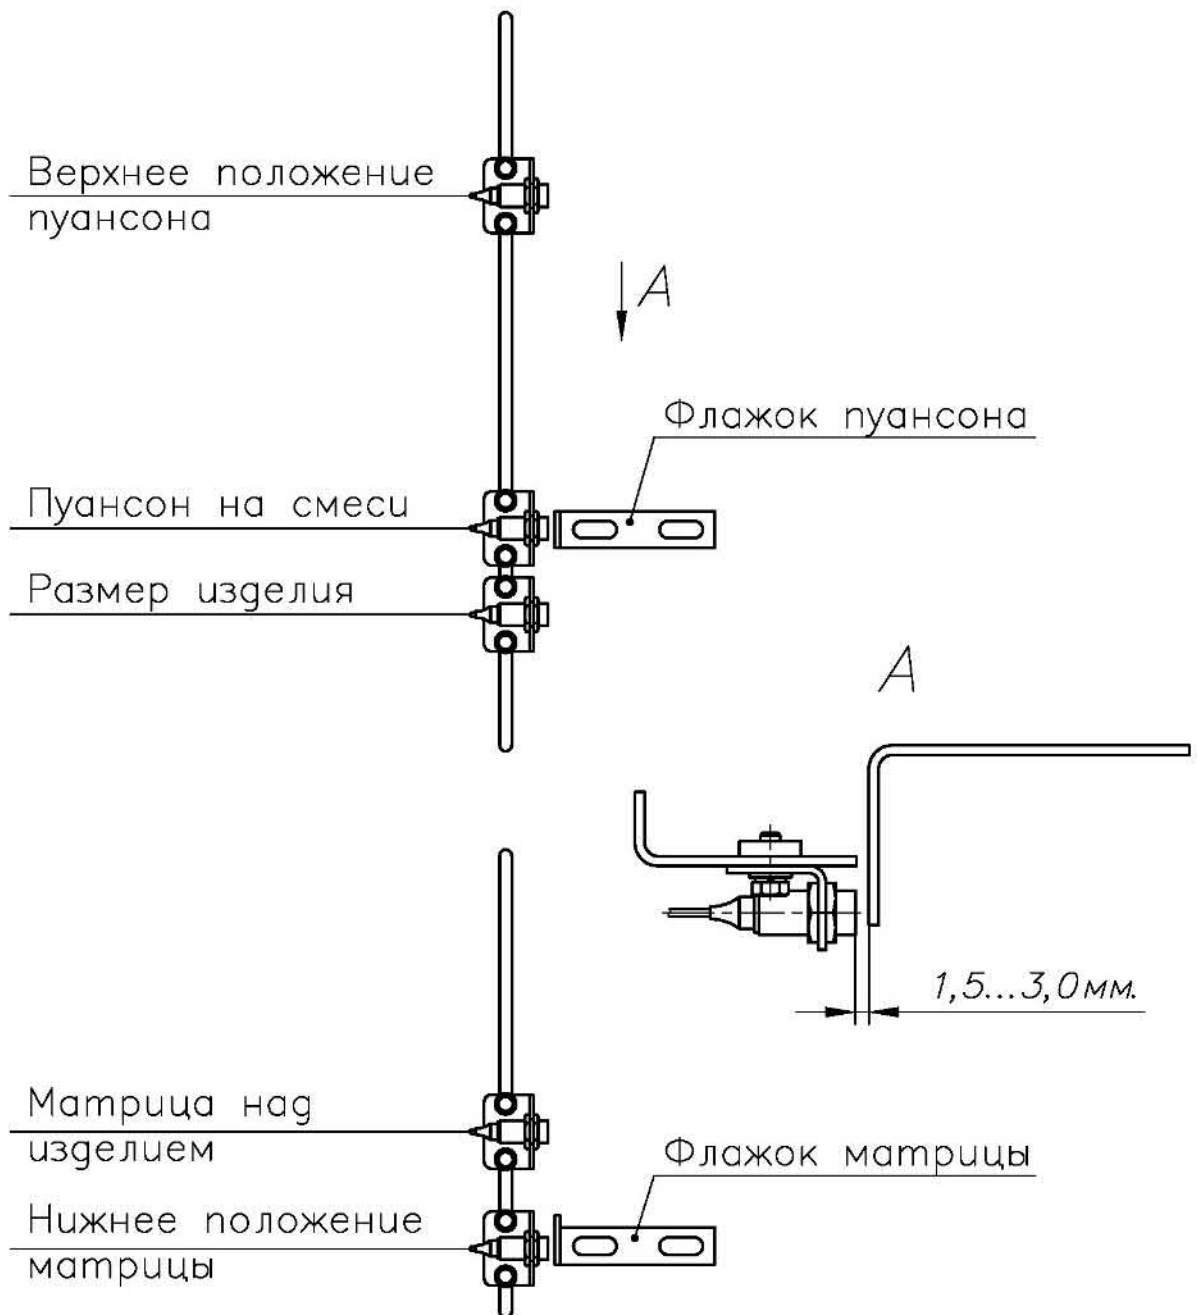 Верхнее положение
пуансона
А
Флажок пуансона
Пуансон на смеси
Размер изделия
А
1,5...3,0мм.
Матрица над
изделием
Флажок матрицы
Нижнее положение
матрицы